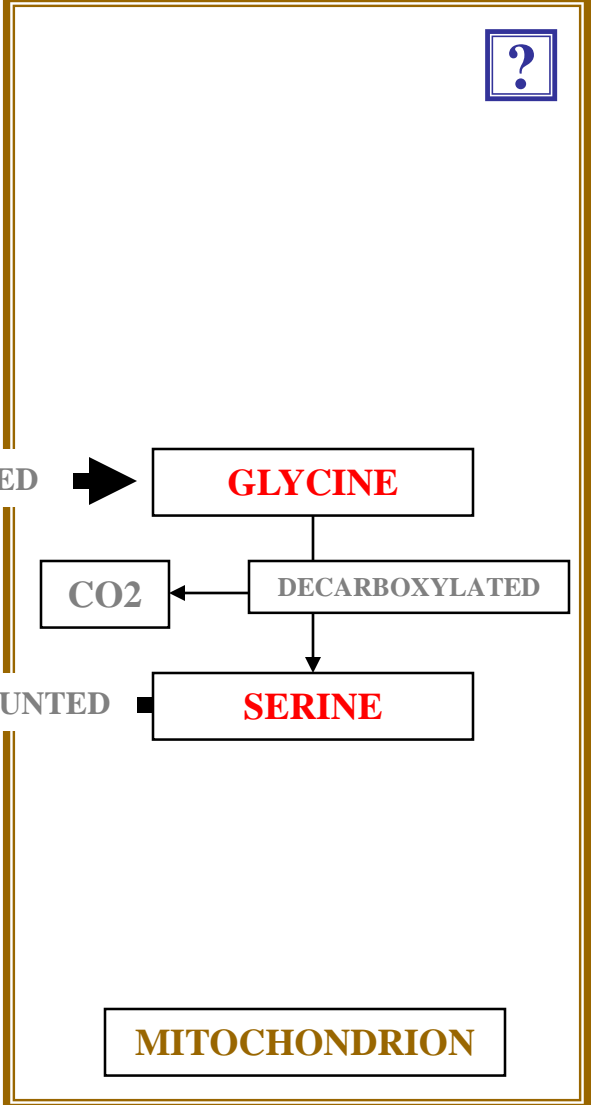 ?
ED GLYCINE
CO2 DECARBOXYLATED
UNTED SERINE
MITOCHONDRION